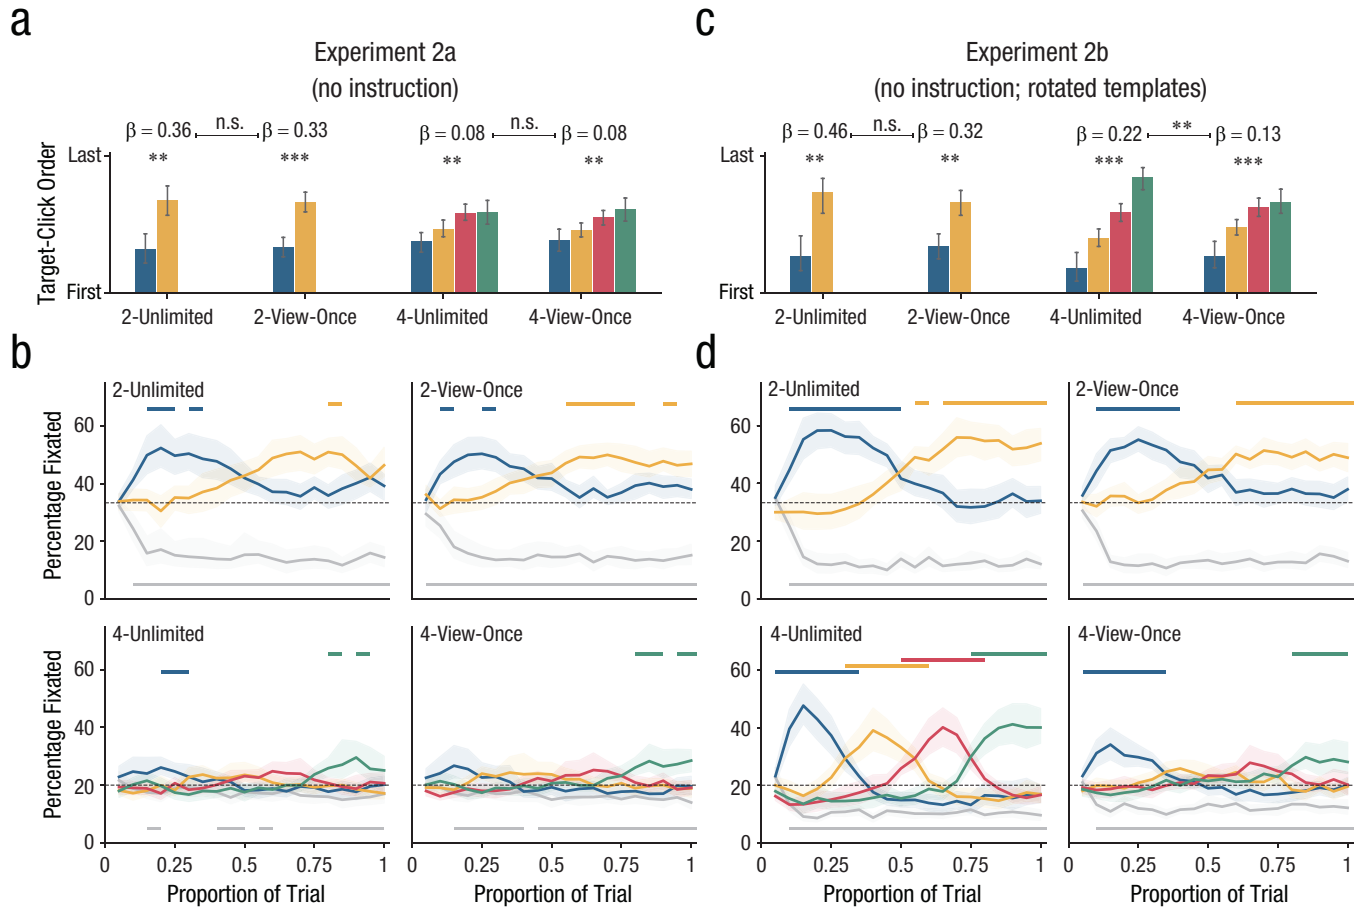 a
Experiment 2a
(no instruction)
β = 0.36 n.s. β = 0.33 β = 0.08 n.s. β = 0.08
Last
** *** ** **
Target-Click Order
First
2-Unlimited 2-View-Once 4-Unlimited 4-View-Once
c
Experiment 2b
(no instruction; rotated templates)
β = 0.46 n.s. β = 0.32 β = 0.22 ** β = 0.13
Last
** ** *** ***
First
2-Unlimited 2-View-Once 4-Unlimited 4-View-Once
b
2-Unlimited 2-View-Once
Percentage Fixated
60
40
20
0
4-Unlimited 4-View-Once
Percentage Fixated
60
40
20
0
0 0.25 0.5 0.75 1 0 0.25 0.5 0.75 1
Proportion of Trial Proportion of Trial
d
2-Unlimited 2-View-Once
60
40
20
0
4-Unlimited 4-View-Once
60
40
20
0
0 0.25 0.5 0.75 1 0 0.25 0.5 0.75 1
Proportion of Trial Proportion of Trial